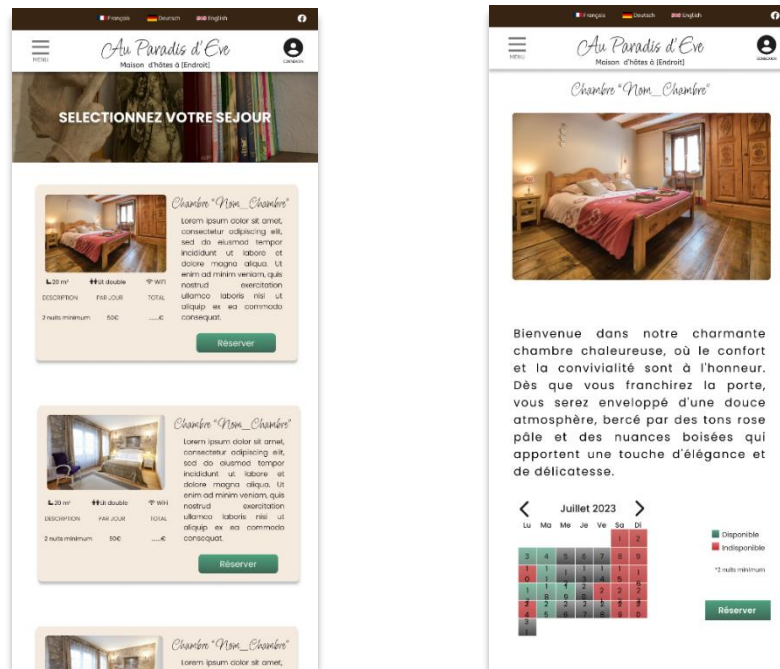 Français Deutsch English
MENU
Au Paradis d'Eve
Maison d'hôtes à [Endroit]
CONNEXION
SELECTIONNEZ VOTRE SEJOUR
Chambre "Nom_Chambre"
Lorem ipsum dolor sit amet,
consectetur adipiscing elit,
sed do eiusmod tempor
incididunt ut labore et
dolore magna aliqua. Ut
enim ad minim veniam, quis
nostrud exercitation
ullamco laboris nisi ut
aliquip ex ea commodo
consequat.
20 m² Lit double WIFI
DESCRIPTION PAR JOUR TOTAL
2 nuits minimum 50€ ......€
Réserver
Chambre "Nom_Chambre"
Lorem ipsum dolor sit amet,
consectetur adipiscing elit,
sed do eiusmod tempor
incididunt ut labore et
dolore magna aliqua. Ut
enim ad minim veniam, quis
nostrud exercitation
ullamco laboris nisi ut
aliquip ex ea commodo
consequat.
20 m² Lit double WIFI
DESCRIPTION PAR JOUR TOTAL
2 nuits minimum 50€ ......€
Réserver
Chambre "Nom_Chambre"
Lorem ipsum dolor sit amet,
Français Deutsch English
MENU
Au Paradis d'Eve
Maison d'hôtes à [Endroit]
CONNEXION
Chambre "Nom_Chambre"
Bienvenue dans notre charmante
chambre chaleureuse, où le confort
et la convivialité sont à l'honneur.
Dès que vous franchirez la porte,
vous serez enveloppé d'une douce
atmosphère, bercé par des tons rose
pâle et des nuances boisées qui
apportent une touche d'élégance et
de délicatesse.
Juillet 2023
Lu Ma Me Je Ve Sa Di
1 2
3 4 5 6 7 8 9
Disponible
Indisponible
*2 nuits minimum
Réserver